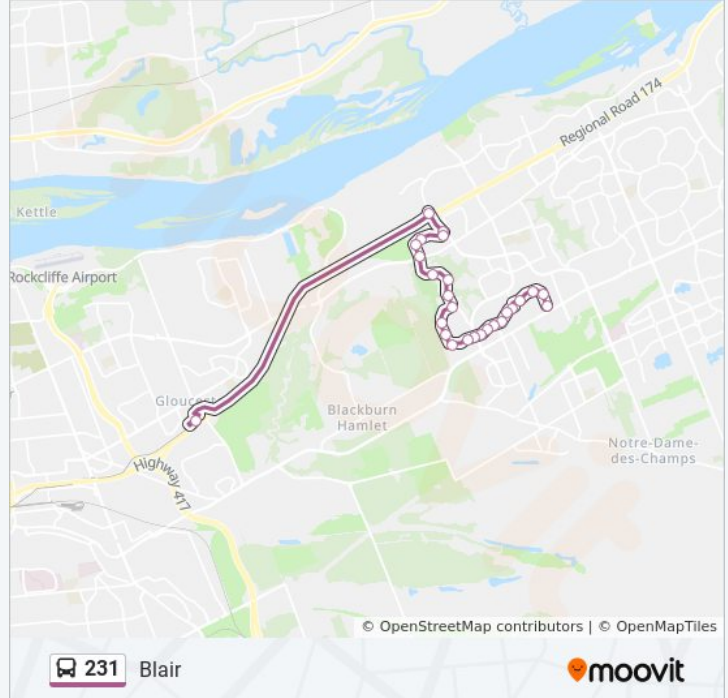 Regional Road 174
Kettle
Rockcliffe Airport
Blackburn
Hamlet
Notre-Dame-
des-Champs
Highway 417
© OpenStreetMap contributors | © OpenMapTiles
231 Blair
moovit